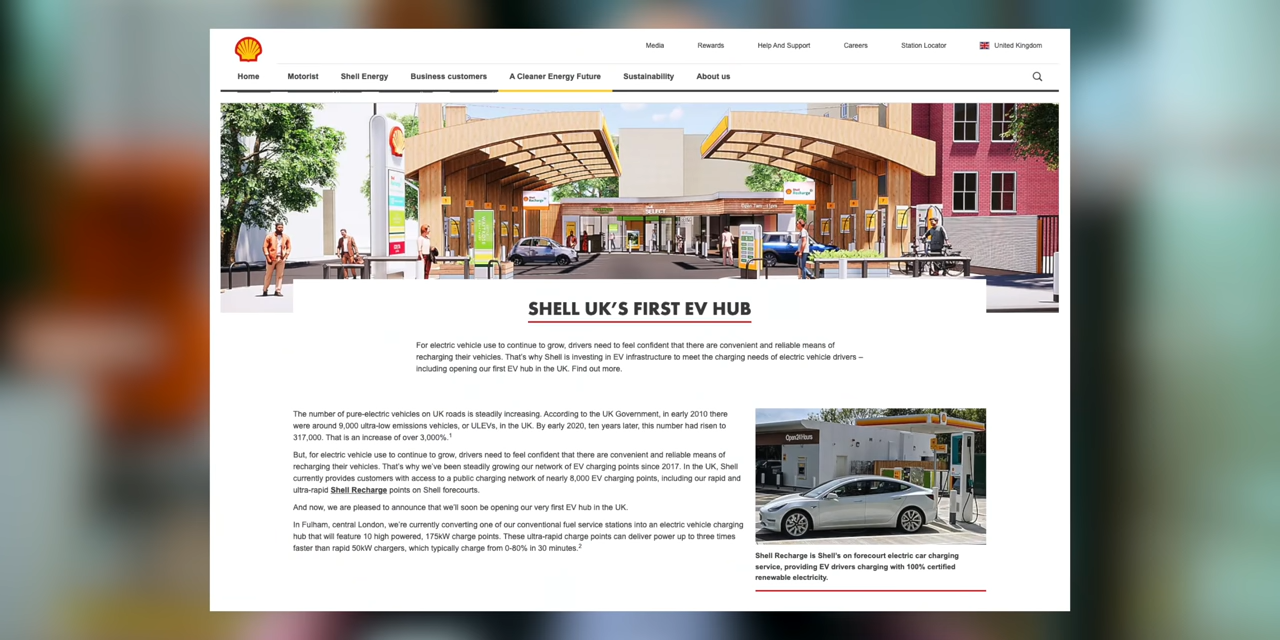 Media Rewards Help And Support Careers Station Locator United Kingdom
Home Motorist Shell Energy Business customers A Cleaner Energy Future Sustainability About us
Recharge
Recharge
SELECT
SHELL UK'S FIRST EV HUB
For electric vehicle use to continue to grow, drivers need to feel confident that there are convenient and reliable means of
recharging their vehicles. That's why Shell is investing in EV infrastructure to meet the charging needs of electric vehicle drivers –
including opening our first EV hub in the UK. Find out more.
The number of pure-electric vehicles on UK roads is steadily increasing. According to the UK Government, in early 2010 there
were around 9,000 ultra-low emissions vehicles, or ULEVs, in the UK. By early 2020, ten years later, this number had risen to
317,000. That is an increase of over 3,000%.1
But, for electric vehicle use to continue to grow, drivers need to feel confident that there are convenient and reliable means of
recharging their vehicles. That's why we've been steadily growing our network of EV charging points since 2017. In the UK, Shell
currently provides customers with access to a public charging network of nearly 8,000 EV charging points, including our rapid and
ultra-rapid Shell Recharge points on Shell forecourts.
And now, we are pleased to announce that we'll soon be opening our very first EV hub in the UK.
In Fulham, central London, we're currently converting one of our conventional fuel service stations into an electric vehicle charging
hub that will feature 10 high powered, 175kW charge points. These ultra-rapid charge points can deliver power up to three times
faster than rapid 50kW chargers, which typically charge from 0-80% in 30 minutes.2
Open 24 Hours
Shell Recharge is Shell's on forecourt electric car charging
service, providing EV drivers charging with 100% certified
renewable electricity.